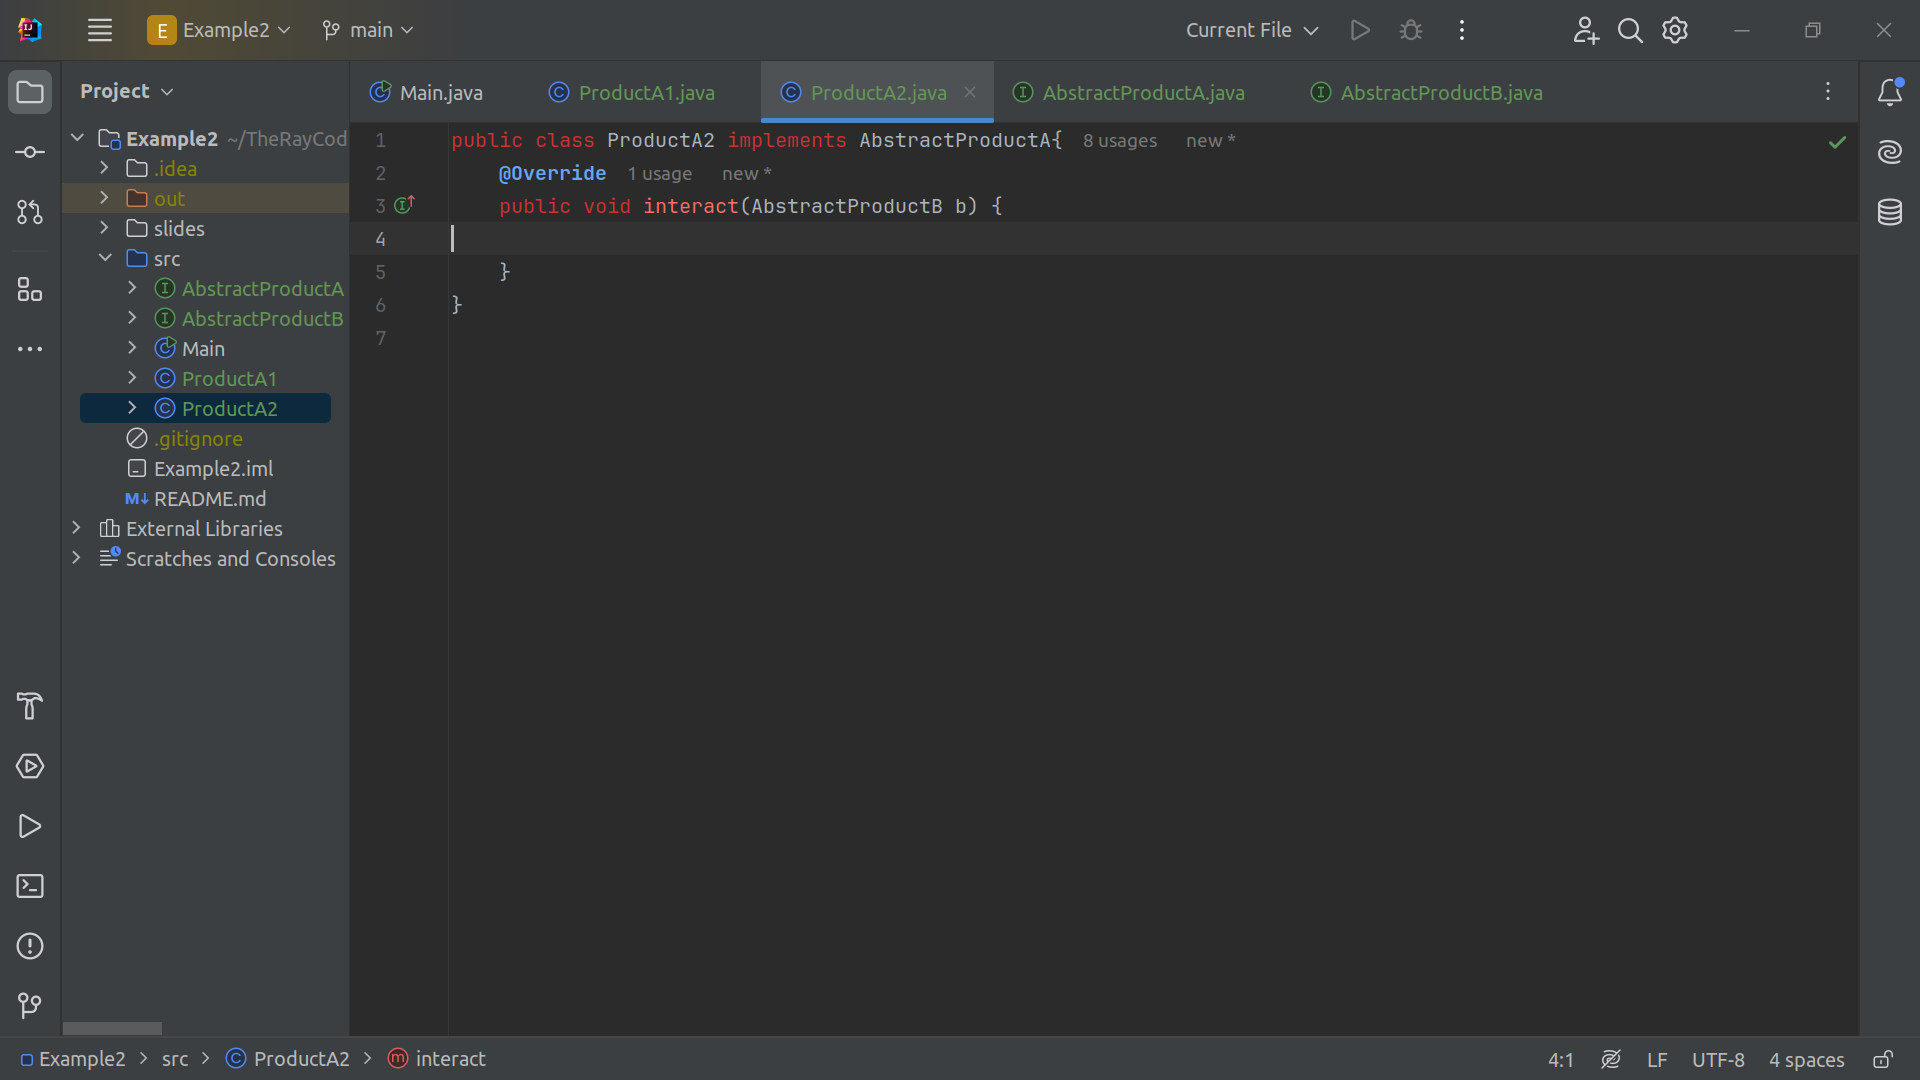 E Example2 main Current File
Project
Main.java ProductA1.java ProductA2.java AbstractProductA.java AbstractProductB.java
Example2 ~/TheRayCod
.idea
out
slides
src
AbstractProductA
AbstractProductB
Main
ProductA1
ProductA2
.gitignore
Example2.iml
M↓ README.md
External Libraries
Scratches and Consoles
1 public class ProductA2 implements AbstractProductA{ 8 usages new *
2 @Override 1 usage new *
3 public void interact(AbstractProductB b) {
4
5 }
6 }
7
Example2 > src > ProductA2 > interact
4:1 LF UTF-8 4 spaces